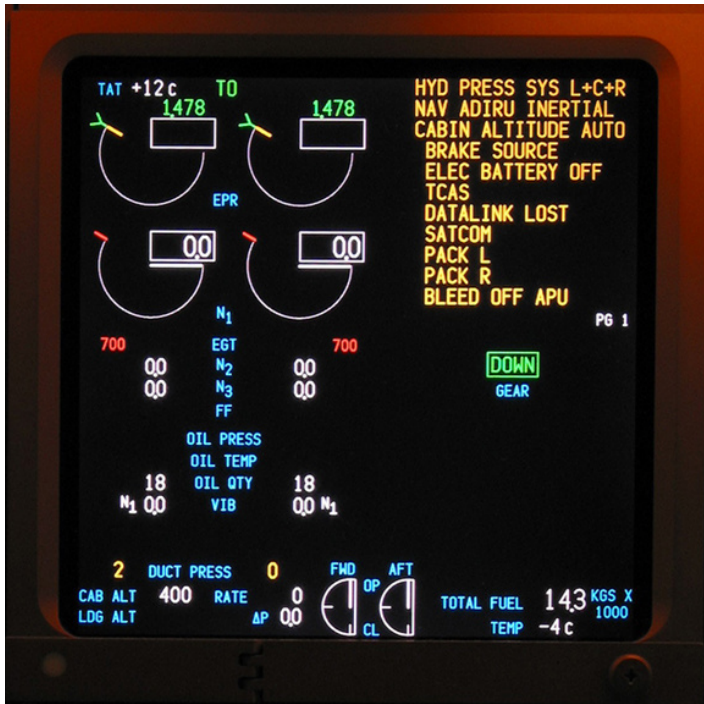 TAT +12c TO
1.478 1.478
HYD PRESS SYS L+C+R
NAV ADIRU INERTIAL
CABIN ALTITUDE AUTO
BRAKE SOURCE
ELEC BATTERY OFF
TCAS
DATALINK LOST
SATCOM
PACK L
PACK R
BLEED OFF APU
PG 1
EPR
0.0 0.0
N1
700 EGT 700
0.0 N2 0.0
0.0 N3 0.0
FF
DOWN
GEAR
OIL PRESS
OIL TEMP
18 OIL QTY 18
N1 0.0 VIB 0.0 N1
2 DUCT PRESS 0
CAB ALT 400 RATE 0
LDG ALT ΔP 0.0
FWD AFT
OP
CL
TOTAL FUEL 14.3 KGS X 1000
TEMP -4c